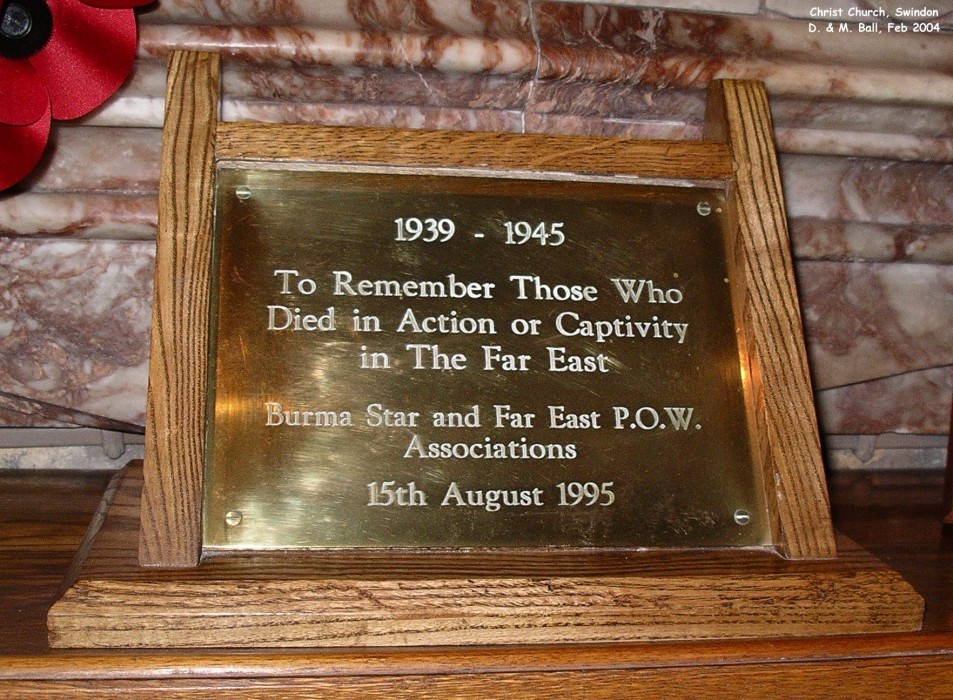 Christ Church, Swindon
D. & M. Ball, Feb 2004
1939 - 1945
To Remember Those Who
Died in Action or Captivity
in The Far East
Burma Star and Far East P.O.W.
Associations
15th August 1995